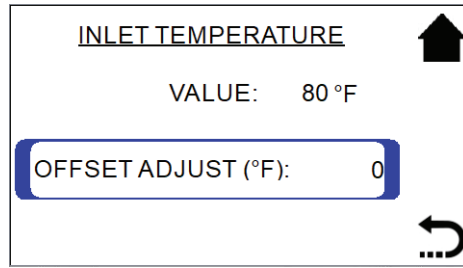 INLET TEMPERATURE
VALUE: 80 °F
OFFSET ADJUST (°F): 0